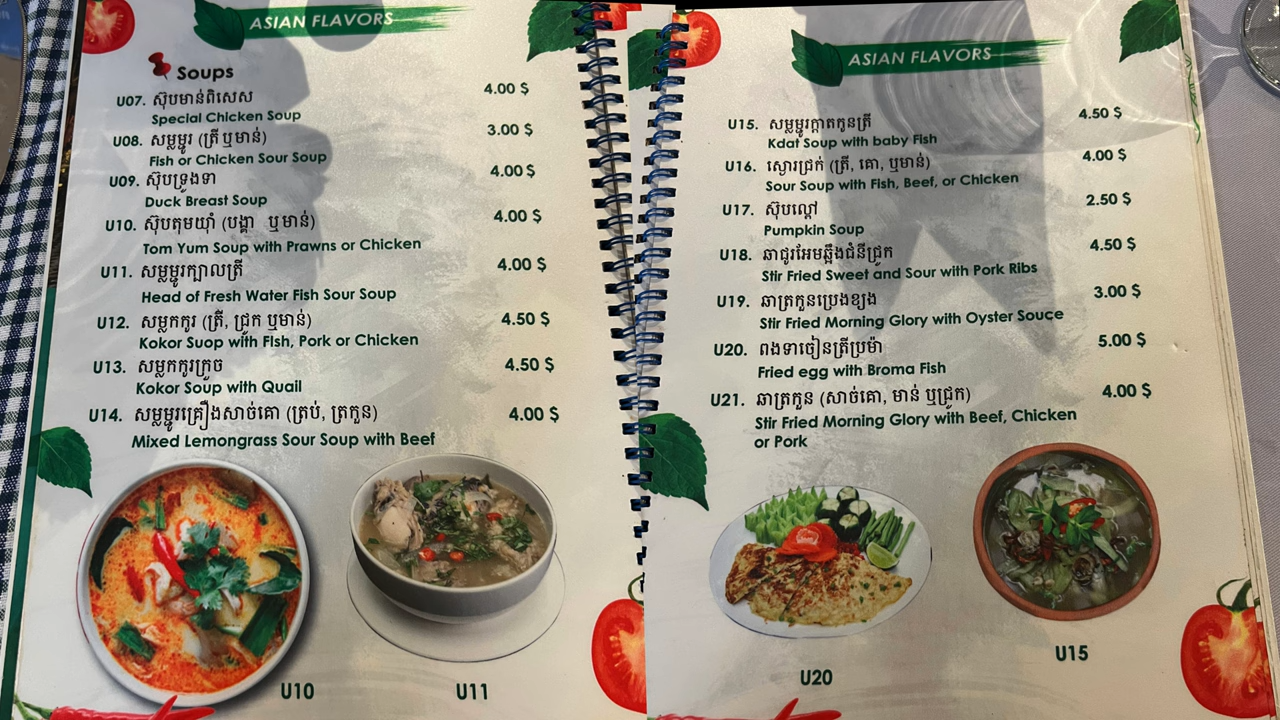 ASIAN FLAVORS
Soups
U07. ស៊ុបមាន់ពិសេស 4.00 $
Special Chicken Soup
U08. សម្លម្ជូរ (ត្រី ឬមាន់) 3.00 $
Fish or Chicken Sour Soup
U09. ស៊ុបទ្រូងទា 4.00 $
Duck Breast Soup
U10. ស៊ុបតុមយ៉ាំ (បង្គា ឬមាន់) 4.00 $
Tom Yum Soup with Prawns or Chicken
U11. សម្លម្ជូរក្បាលត្រី 4.00 $
Head of Fresh Water Fish Sour Soup
U12. សម្លកកូរ (ត្រី, ជ្រូក ឬមាន់) 4.50 $
Kokor Suop with Fish, Pork or Chicken
U13. សម្លកកូរក្រួច 4.50 $
Kokor Soup with Quail
U14. សម្លម្ជូរគ្រឿងសាច់គោ (ត្រប់, ត្រកួន) 4.00 $
Mixed Lemongrass Sour Soup with Beef
U10
U11
ASIAN FLAVORS
U15. សម្លម្ជូរក្តាតកូនត្រី 4.50 $
Kdat Soup with baby Fish
U16. ស្ងោរជ្រក់ (ត្រី, គោ, ឬមាន់) 4.00 $
Sour Soup with Fish, Beef, or Chicken
U17. ស៊ុបល្ពៅ 2.50 $
Pumpkin Soup
U18. ឆាជូរអែមឆ្អឹងជំនីជ្រូក 4.50 $
Stir Fried Sweet and Sour with Pork Ribs
U19. ឆាត្រកួនប្រេងខ្យង 3.00 $
Stir Fried Morning Glory with Oyster Souce
U20. ពងទាចៀនត្រីប្រម៉ា 5.00 $
Fried egg with Broma Fish
U21. ឆាត្រកួន (សាច់គោ, មាន់ ឬជ្រូក) 4.00 $
Stir Fried Morning Glory with Beef, Chicken
or Pork
U20
U15